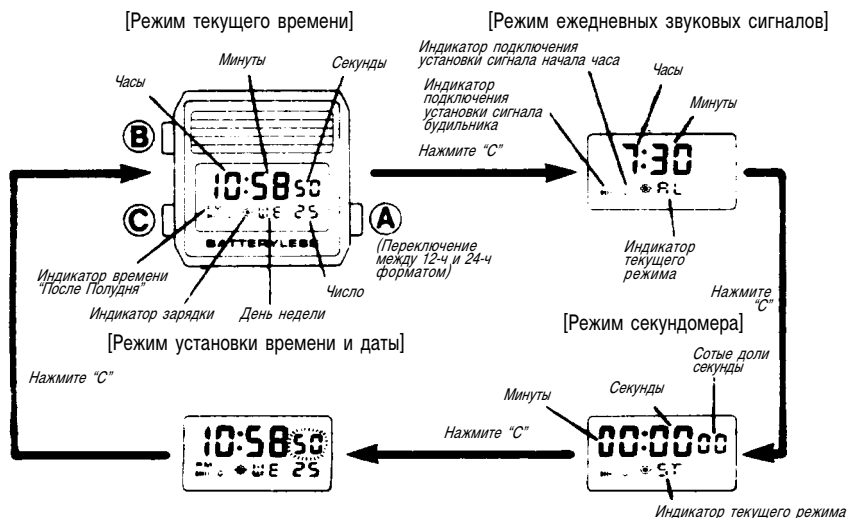 [Режим текущего времени]
[Режим ежедневных звуковых сигналов]
Часы
Минуты
Секунды
Индикатор подключения
установки сигнала начала часа
Индикатор
подключения
установки сигнала
будильника
Часы
Минуты
B
Нажмите “C”
7:30
AL
10:58 50
WE 25
C
A
BATTERYLESS
(Переключение
между 12-ч и 24-ч
форматом)
Индикатор
текущего
режима
Индикатор времени
“После Полудня”
Индикатор зарядки
День недели
Число
Нажмите
“C”
[Режим секундомера]
[Режим установки времени и даты]
Сотые доли
секунды
Нажмите “C”
Минуты
Секунды
Нажмите “C”
10:58 50
WE 25
00:00 00
ST
Индикатор текущего режима